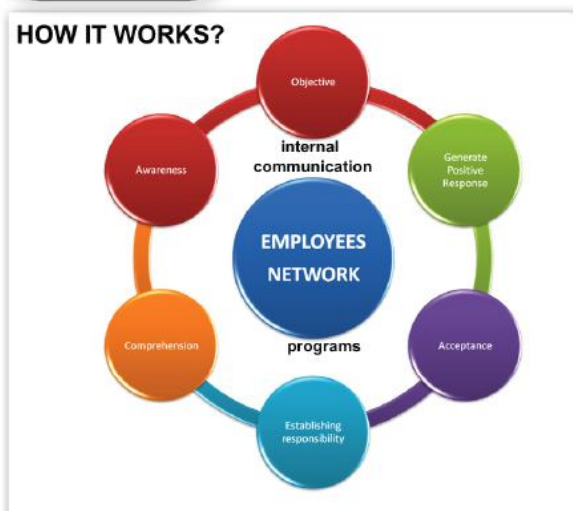 HOW IT WORKS?
Objective
internal
communication
Generate
Positive
Response
Awareness
EMPLOYEES
NETWORK
programs
Comprehension
Acceptance
Establishing
responsibility